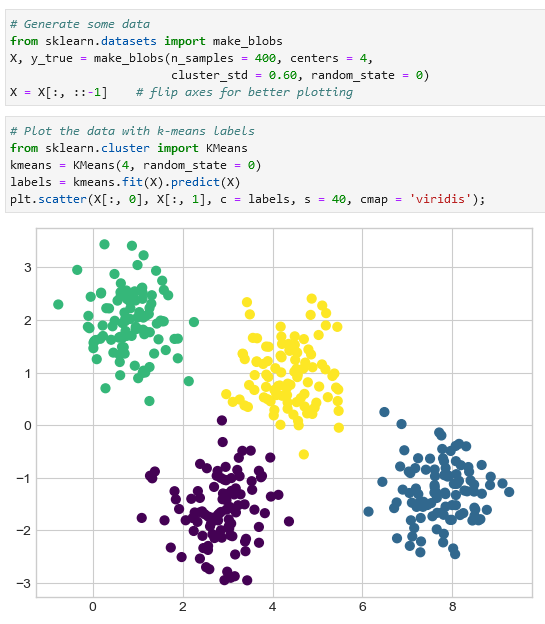 # Generate some data
from sklearn.datasets import make_blobs
X, y_true = make_blobs(n_samples = 400, centers = 4,
cluster_std = 0.60, random_state = 0)
X = X[:, ::-1]    # flip axes for better plotting
# Plot the data with k-means labels
from sklearn.cluster import KMeans
kmeans = KMeans(4, random_state = 0)
labels = kmeans.fit(X).predict(X)
plt.scatter(X[:, 0], X[:, 1], c = labels, s = 40, cmap = 'viridis');
3
2
1
0
−1
−2
−3
0 2 4 6 8